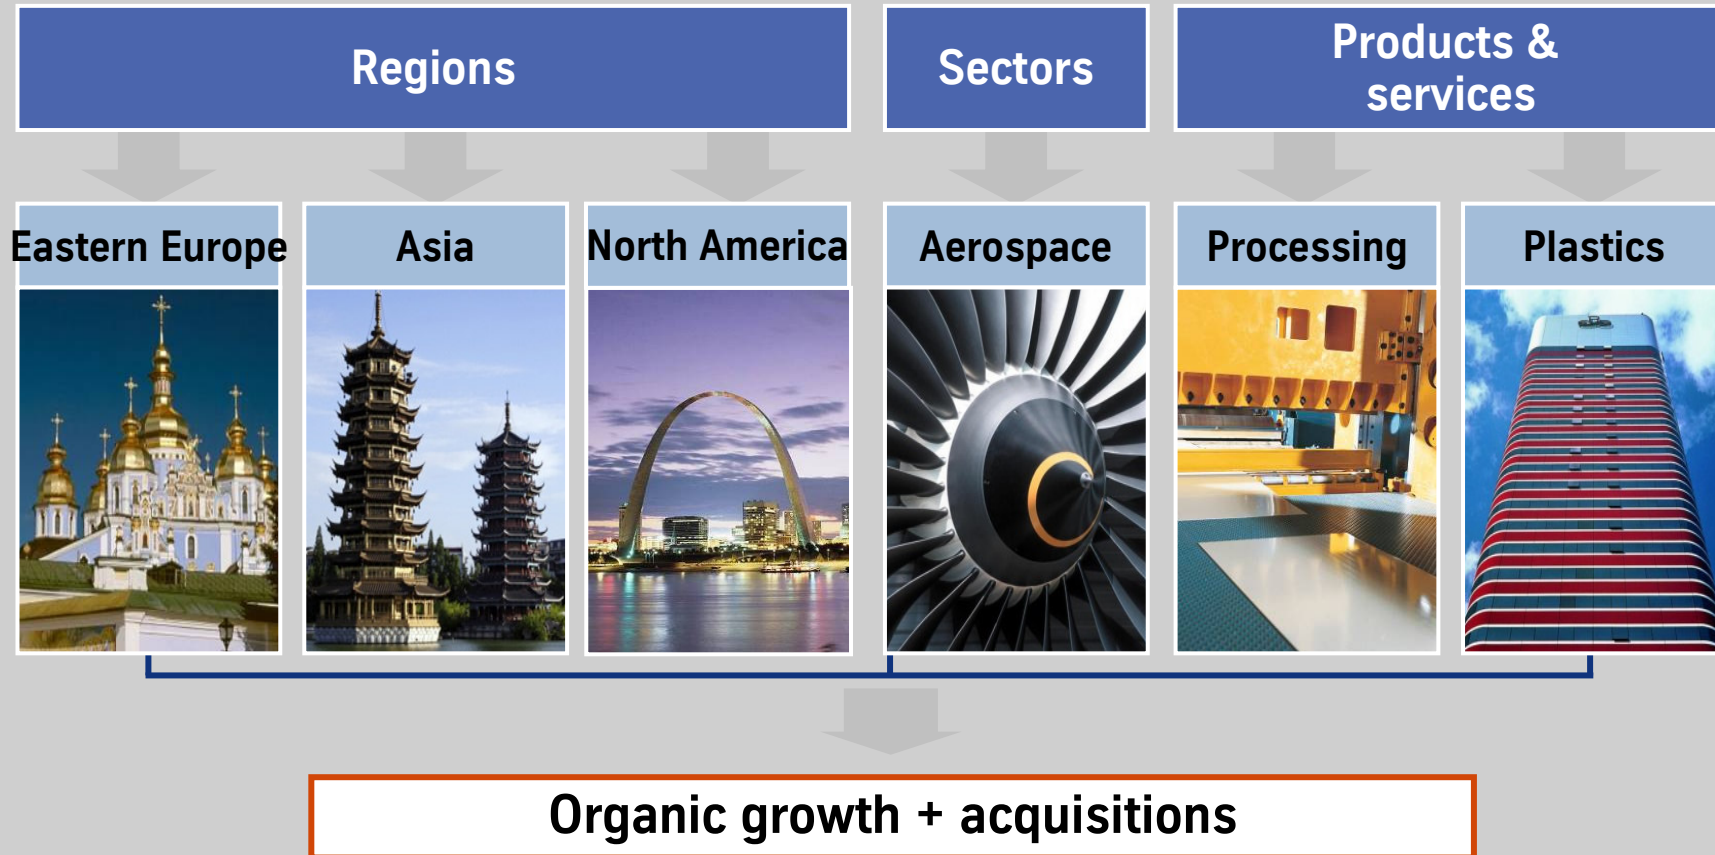 Regions
Sectors
Products &
services
Eastern Europe
Asia
North America
Aerospace
Processing
Plastics
Organic growth + acquisitions